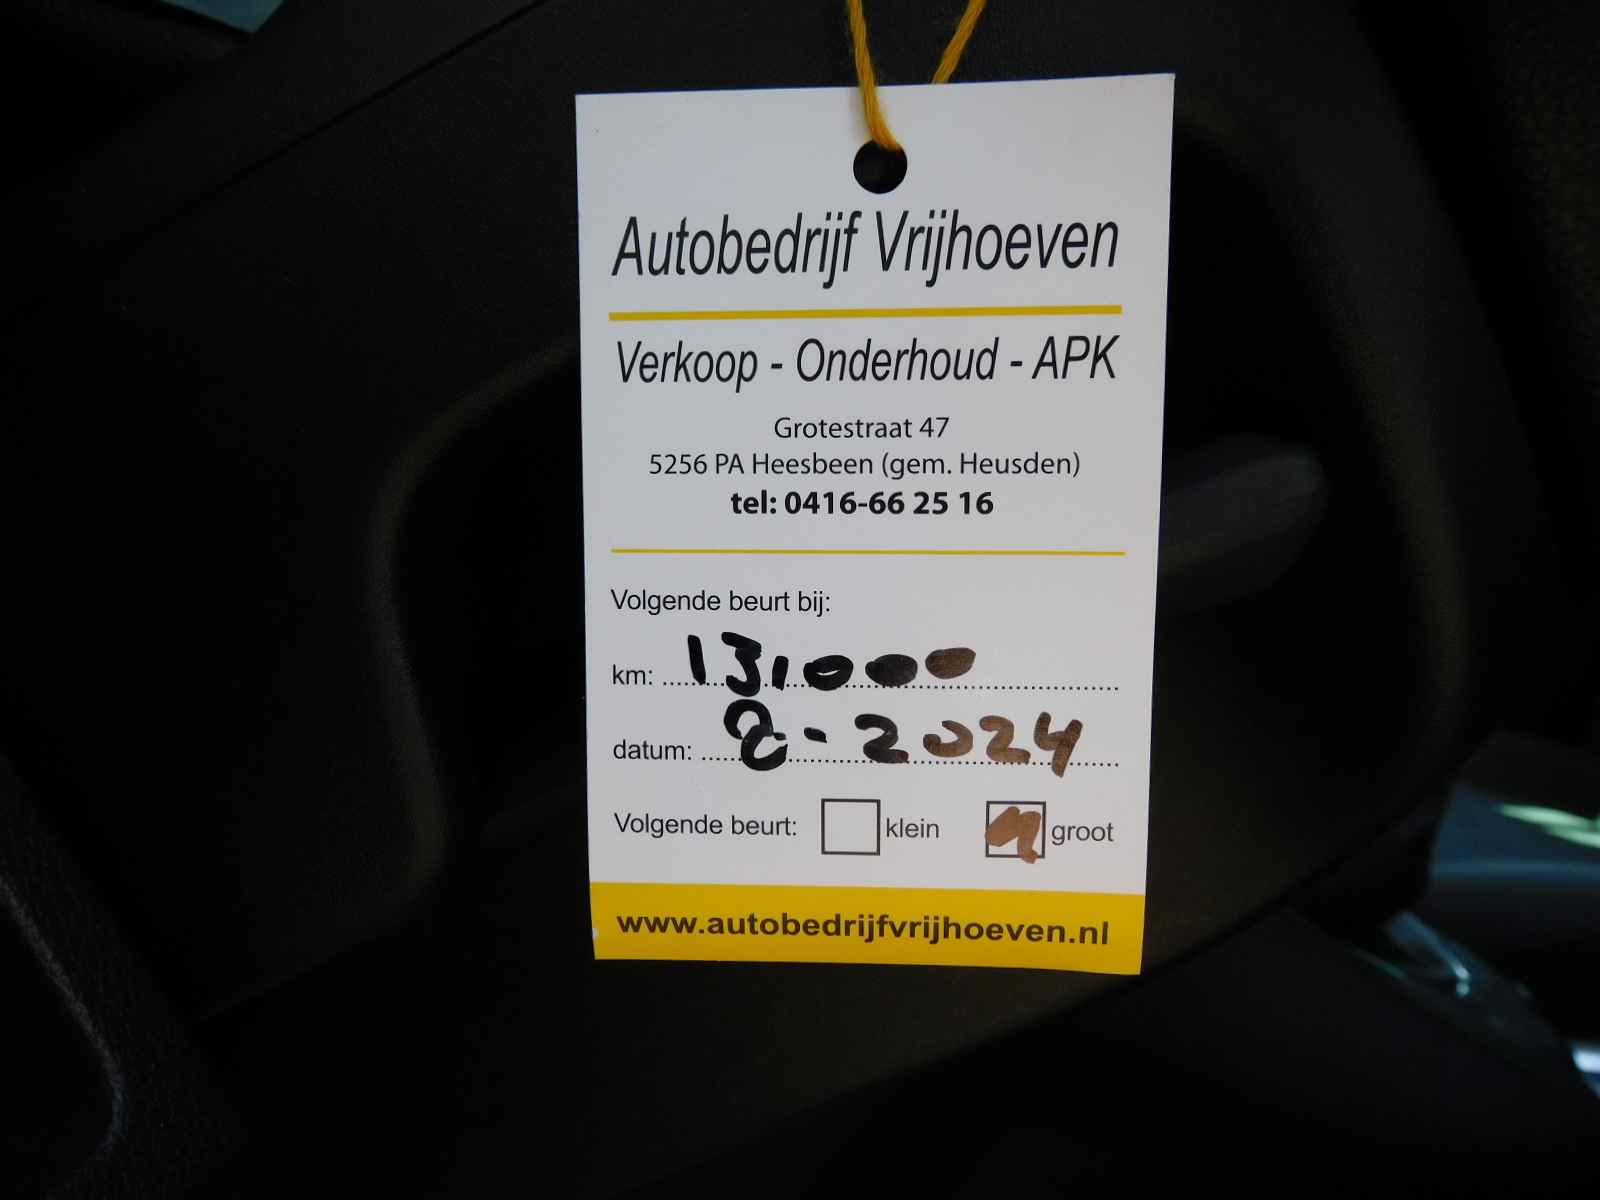 Autobedrijf Vrijhoeven
Verkoop - Onderhoud - APK
Grotestraat 47
5256 PA Heesbeen (gem. Heusden)
tel: 0416-66 25 16
Volgende beurt bij:
km: 131000
datum: 8-2024
Volgende beurt: klein groot
www.autobedrijfvrijhoeven.nl